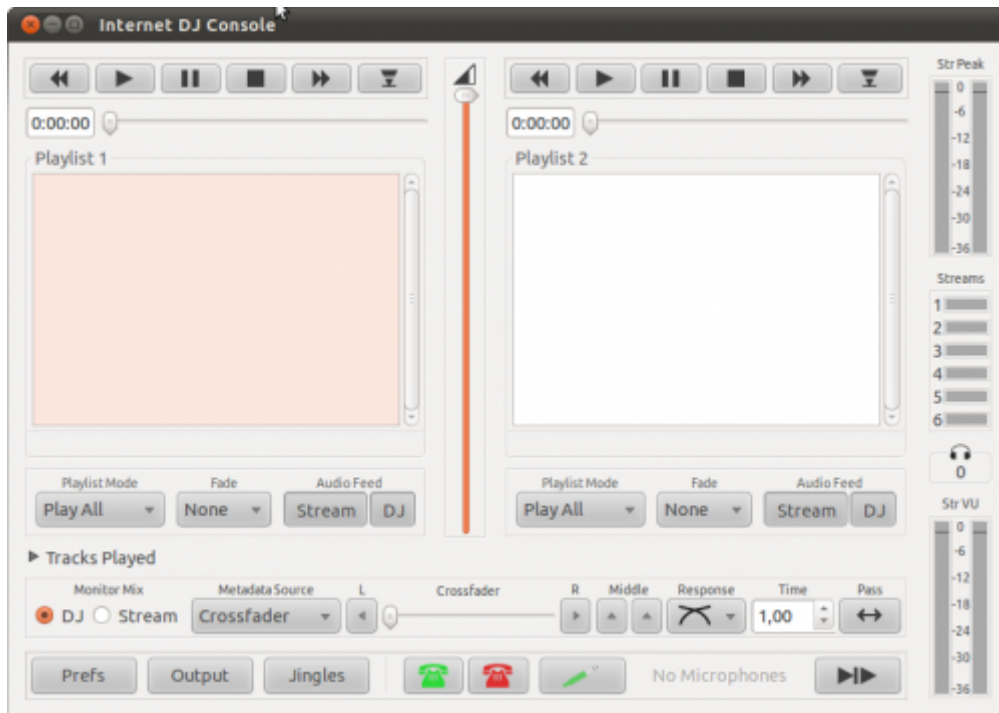 Internet DJ Console
0:00:00
Playlist 1
Playlist Mode Fade Audio Feed
Play All None Stream DJ
0:00:00
Playlist 2
Playlist Mode Fade Audio Feed
Play All None Stream DJ
Str Peak
0
-6
-12
-18
-24
-30
-36
Streams
1
2
3
4
5
6
0
Str VU
0
-6
-12
-18
-24
-30
-36
Tracks Played
Monitor Mix Metadata Source L Crossfader R Middle Response Time Pass
DJ Stream Crossfader 1,00
Prefs Output Jingles No Microphones